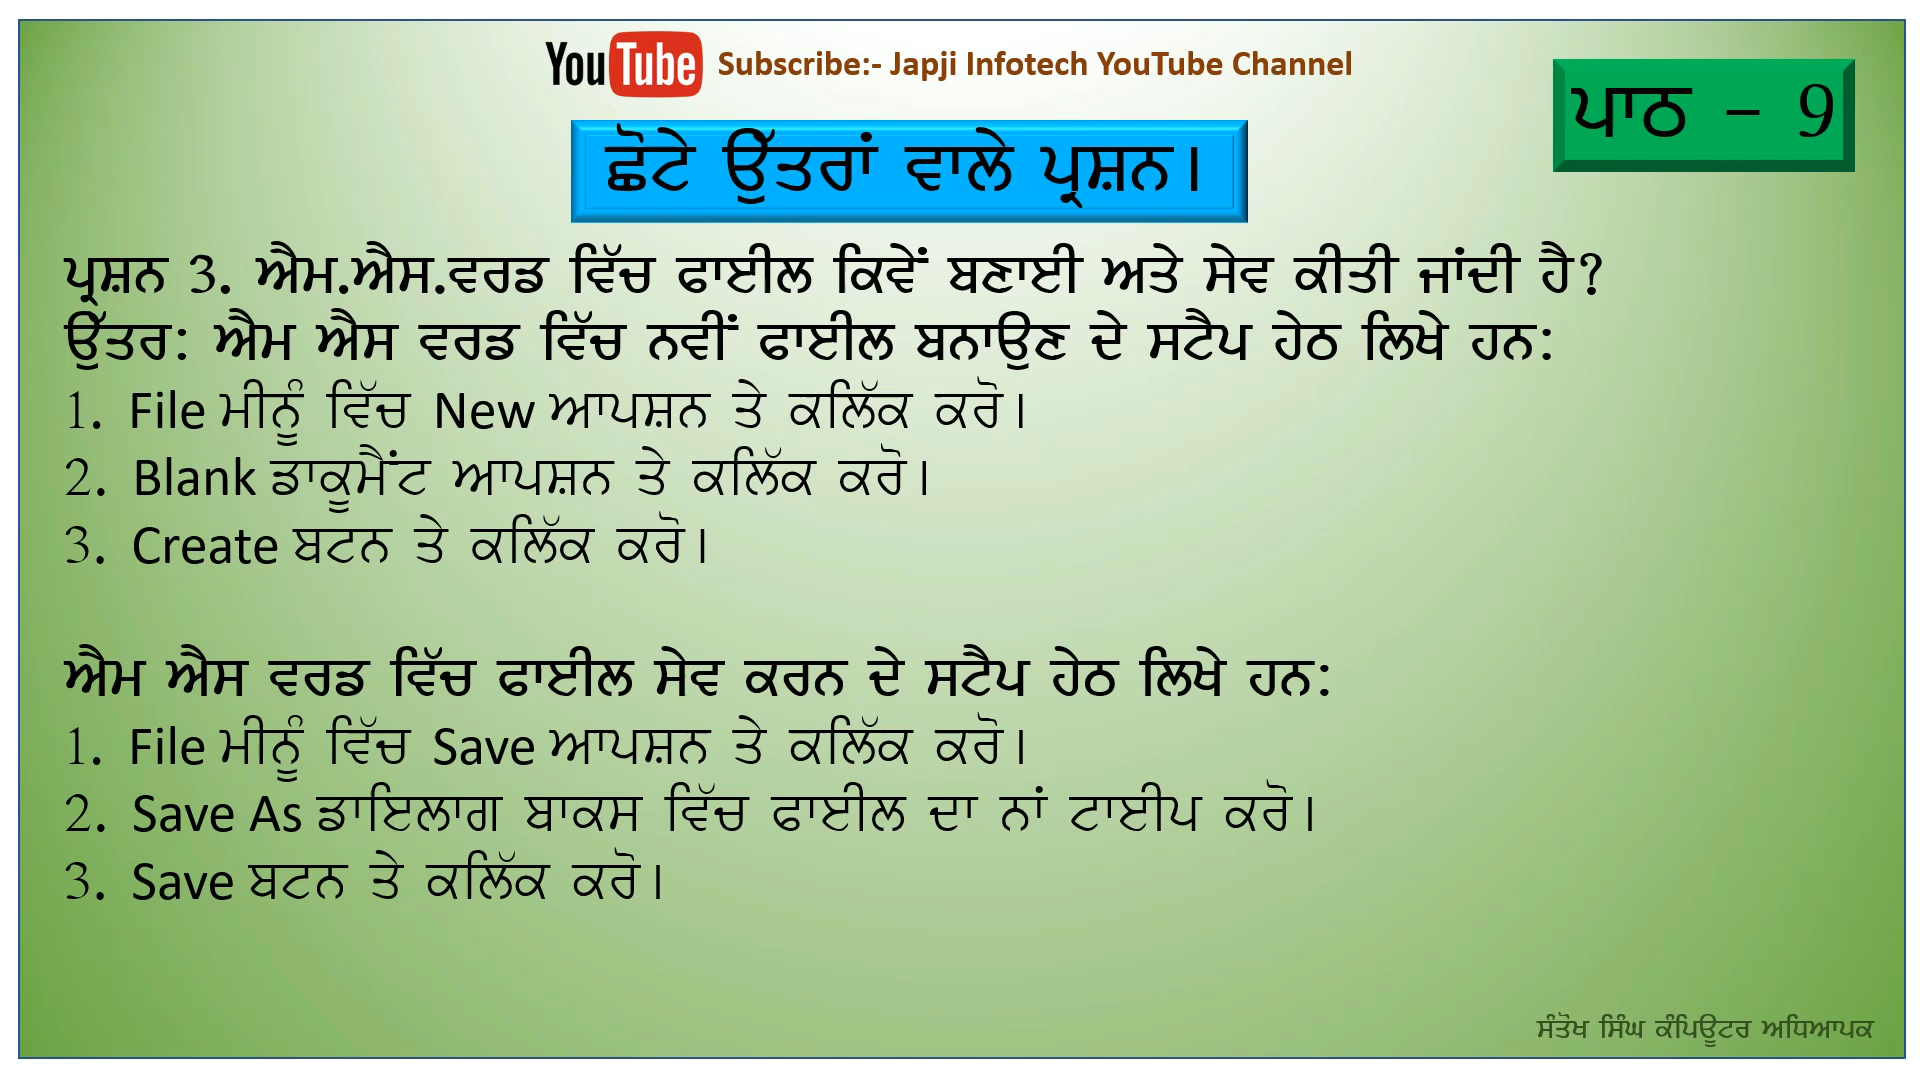 YouTube Subscribe:- Japji Infotech YouTube Channel
ਪਾਠ - 9
ਛੋਟੇ ਉੱਤਰਾਂ ਵਾਲੇ ਪ੍ਰਸ਼ਨ।
ਪ੍ਰਸ਼ਨ 3. ਐਮ.ਐਸ.ਵਰਡ ਵਿੱਚ ਫਾਈਲ ਕਿਵੇਂ ਬਣਾਈ ਅਤੇ ਸੇਵ ਕੀਤੀ ਜਾਂਦੀ ਹੈ?
ਉੱਤਰ: ਐਮ ਐਸ ਵਰਡ ਵਿੱਚ ਨਵੀਂ ਫਾਈਲ ਬਨਾਉਣ ਦੇ ਸਟੈਪ ਹੇਠ ਲਿਖੇ ਹਨ:
1. File ਮੀਨੂੰ ਵਿੱਚ New ਆਪਸ਼ਨ ਤੇ ਕਲਿੱਕ ਕਰੋ।
2. Blank ਡਾਕੂਮੈਂਟ ਆਪਸ਼ਨ ਤੇ ਕਲਿੱਕ ਕਰੋ।
3. Create ਬਟਨ ਤੇ ਕਲਿੱਕ ਕਰੋ।
ਐਮ ਐਸ ਵਰਡ ਵਿੱਚ ਫਾਈਲ ਸੇਵ ਕਰਨ ਦੇ ਸਟੈਪ ਹੇਠ ਲਿਖੇ ਹਨ:
1. File ਮੀਨੂੰ ਵਿੱਚ Save ਆਪਸ਼ਨ ਤੇ ਕਲਿੱਕ ਕਰੋ।
2. Save As ਡਾਇਲਾਗ ਬਾਕਸ ਵਿੱਚ ਫਾਈਲ ਦਾ ਨਾਂ ਟਾਈਪ ਕਰੋ।
3. Save ਬਟਨ ਤੇ ਕਲਿੱਕ ਕਰੋ।
ਸੰਤੋਖ ਸਿੰਘ ਕੰਪਿਊਟਰ ਅਧਿਆਪਕ